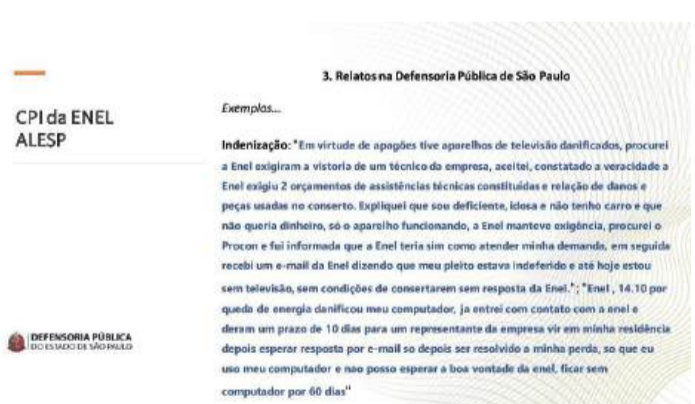 3. Relatos na Defensoria Pública de São Paulo
CPI da ENEL
ALESP
Exemplos...
Indenização: "Em virtude de apagões tive aparelhos de televisão danificados, procurei
a Enel exigiram a vistoria de um técnico da empresa, aceitei, constatado a veracidade a
Enel exigiu 2 orçamentos de assistências técnicas constituídas e relação de danos e
peças usadas no conserto. Expliquei que sou deficiente, idosa e não tenho carro e que
não queria dinheiro, só o aparelho funcionando, a Enel manteve exigência, procurei o
Procon e fui informada que a Enel teria sim como atender minha demanda, em seguida
recebi um e-mail da Enel dizendo que meu pleito estava indeferido e até hoje estou
sem televisão, sem condições de consertarem sem resposta da Enel."; "Enel , 14.10 por
queda de energia danificou meu computador, ja entrei com contato com a enel e
deram um prazo de 10 dias para um representante da empresa vir em minha residência
depois esperar resposta por e-mail so depois ser resolvido a minha perda, so que eu
uso meu computador e nao posso esperar a boa vontade da enel, ficar sem
computador por 60 dias"
DEFENSORIA PÚBLICA
DO ESTADO DE SÃO PAULO